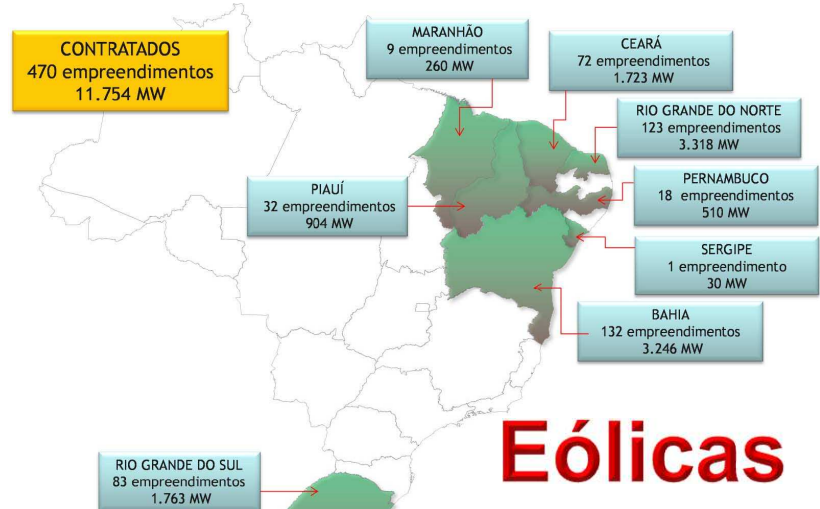 CONTRATADOS
470 empreendimentos
11.754 MW
MARANHÃO
9 empreendimentos
260 MW
CEARÁ
72 empreendimentos
1.723 MW
RIO GRANDE DO NORTE
123 empreendimentos
3.318 MW
PIAUÍ
32 empreendimentos
904 MW
PERNAMBUCO
18 empreendimentos
510 MW
SERGIPE
1 empreendimento
30 MW
BAHIA
132 empreendimentos
3.246 MW
Eólicas
RIO GRANDE DO SUL
83 empreendimentos
1.763 MW